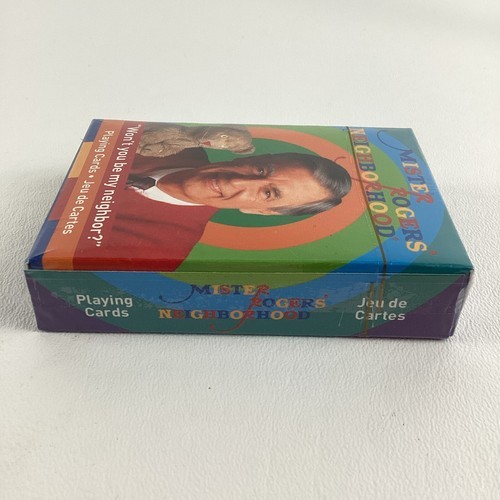 MISTER
ROGERS'
NEIGHBORHOOD
"Won't you be my neighbor?"
Playing Cards • Jeu de Cartes
Playing
Cards
MISTER
ROGERS'
NEIGHBORHOOD
Jeu de
Cartes